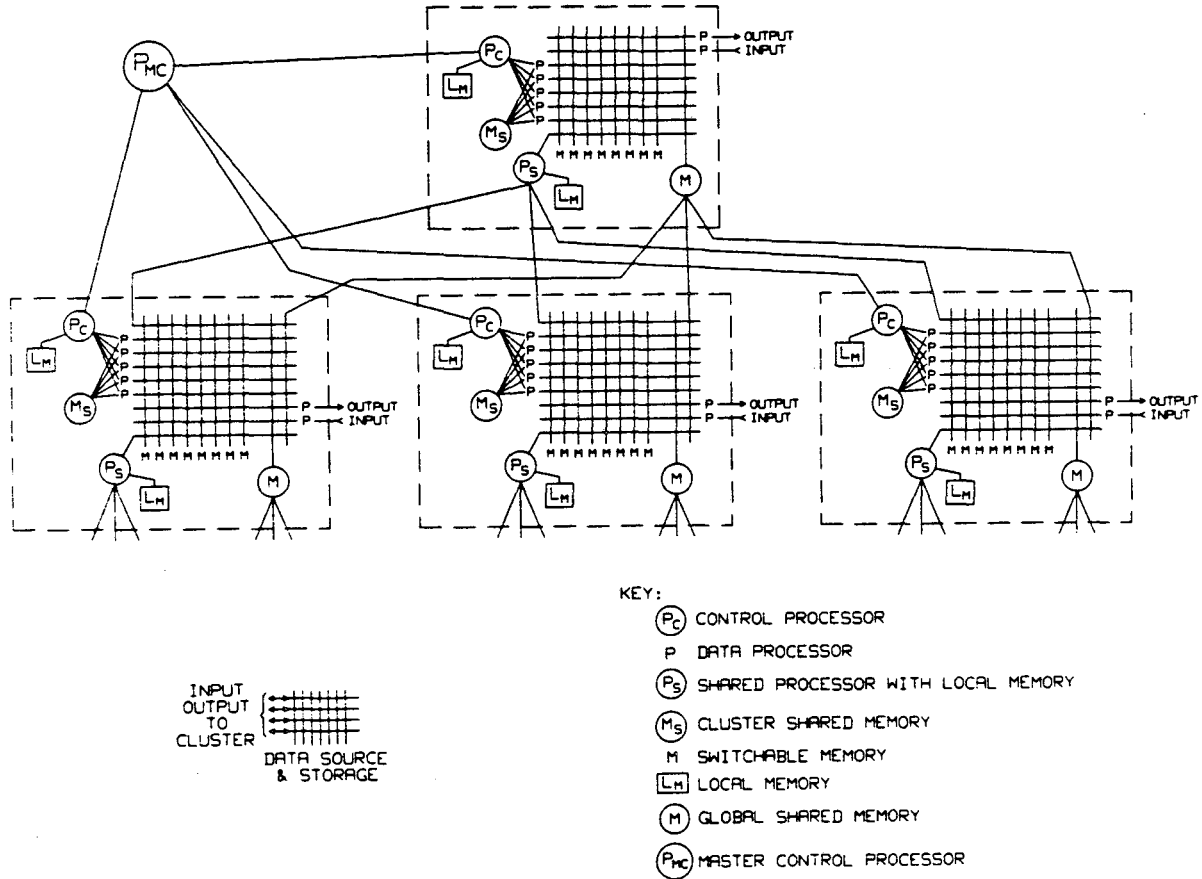 PMC
PC
LM
MS
P
P
P
P
P
P → OUTPUT
P ← INPUT
M M M M M M M M
PS
LM
M
PC
LM
MS
P
P
P
P
P
P → OUTPUT
P ← INPUT
M M M M M M M M
PS
LM
M
PC
LM
MS
P
P
P
P
P
P → OUTPUT
P ← INPUT
M M M M M M M M
PS
LM
M
PC
LM
MS
P
P
P
P
P
P → OUTPUT
P ← INPUT
M M M M M M M M
PS
LM
M
KEY:
PC CONTROL PROCESSOR
P DATA PROCESSOR
PS SHARED PROCESSOR WITH LOCAL MEMORY
MS CLUSTER SHARED MEMORY
M SWITCHABLE MEMORY
LM LOCAL MEMORY
M GLOBAL SHARED MEMORY
PMC MASTER CONTROL PROCESSOR
INPUT
OUTPUT
TO
CLUSTER
DATA SOURCE
& STORAGE